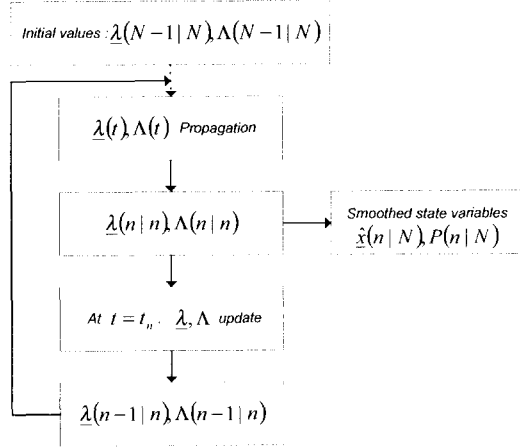 Initial values : λ(N−1 | N), Λ(N−1 | N)
λ(t), Λ(t) Propagation
λ(n | n), Λ(n | n)
Smoothed state variables
x̂(n | N), P(n | N)
At t = tₙ . λ, Λ update
λ(n−1 | n), Λ(n−1 | n)